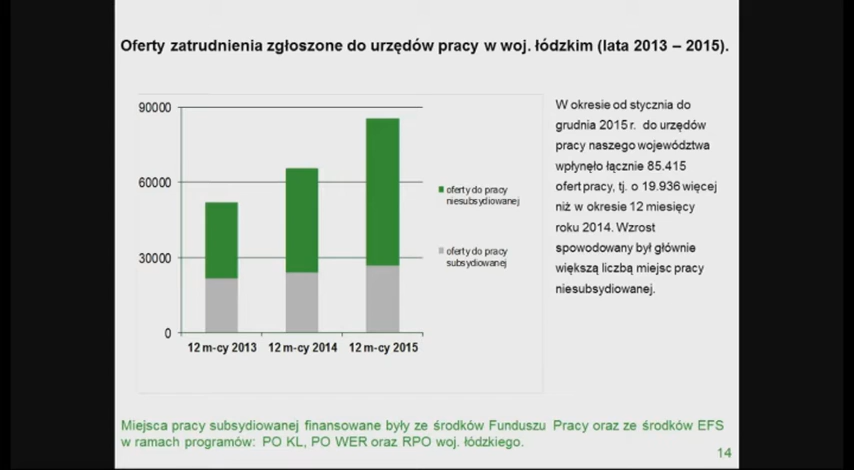 Oferty zatrudnienia zgłoszone do urzędów pracy w woj. łódzkim (lata 2013 – 2015).
90000
60000
30000
0
12 m-cy 2013
12 m-cy 2014
12 m-cy 2015
oferty do pracy
niesubsydiowanej
oferty do pracy
subsydiowanej
W okresie od stycznia do
grudnia 2015 r. do urzędów
pracy naszego województwa
wpłynęło łącznie 85.415
ofert pracy, tj. o 19.936 więcej
niż w okresie 12 miesięcy
roku 2014. Wzrost
spowodowany był głównie
większą liczbą miejsc pracy
niesubsydiowanej.
Miejsca pracy subsydiowanej finansowane były ze środków Funduszu Pracy oraz ze środków EFS
w ramach programów: PO KL, PO WER oraz RPO woj. łódzkiego.
14